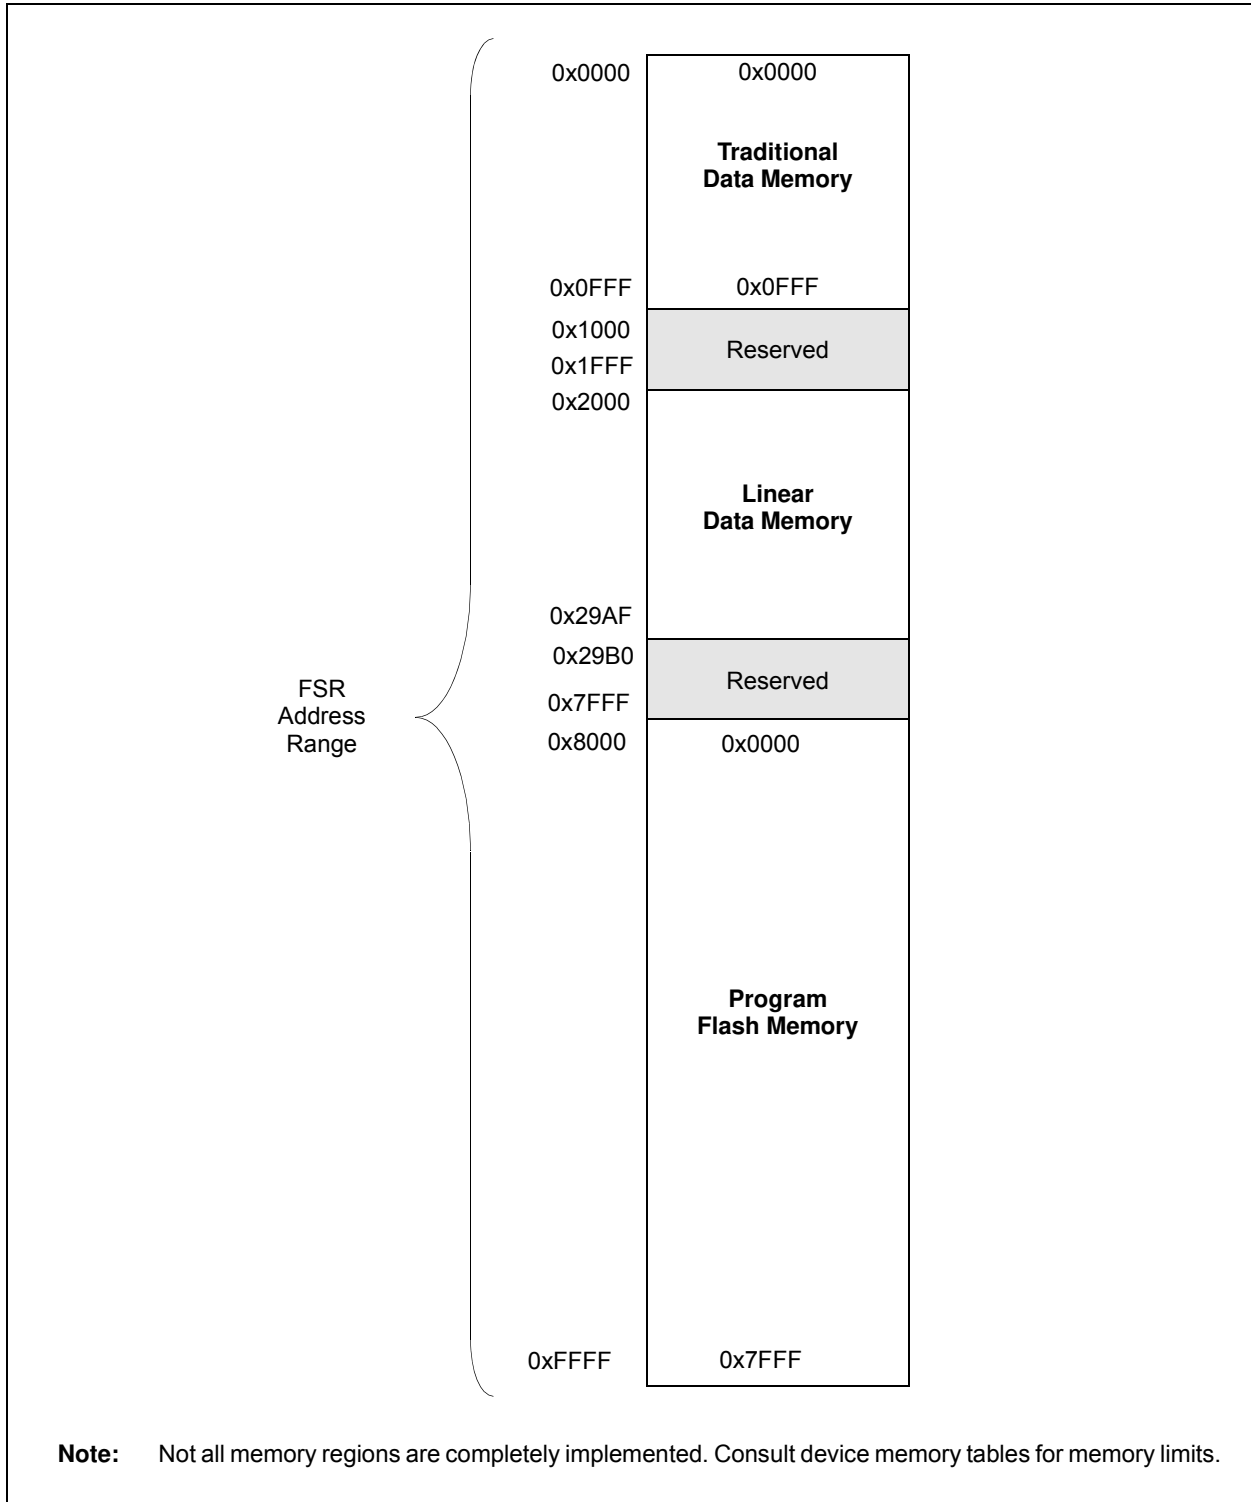 0x0000 0x0000
Traditional
Data Memory
0x0FFF 0x0FFF
0x1000
Reserved
0x1FFF
0x2000
Linear
Data Memory
0x29AF
0x29B0
Reserved
0x7FFF
FSR
Address
Range
0x8000 0x0000
Program
Flash Memory
0xFFFF 0x7FFF
Note: Not all memory regions are completely implemented. Consult device memory tables for memory limits.